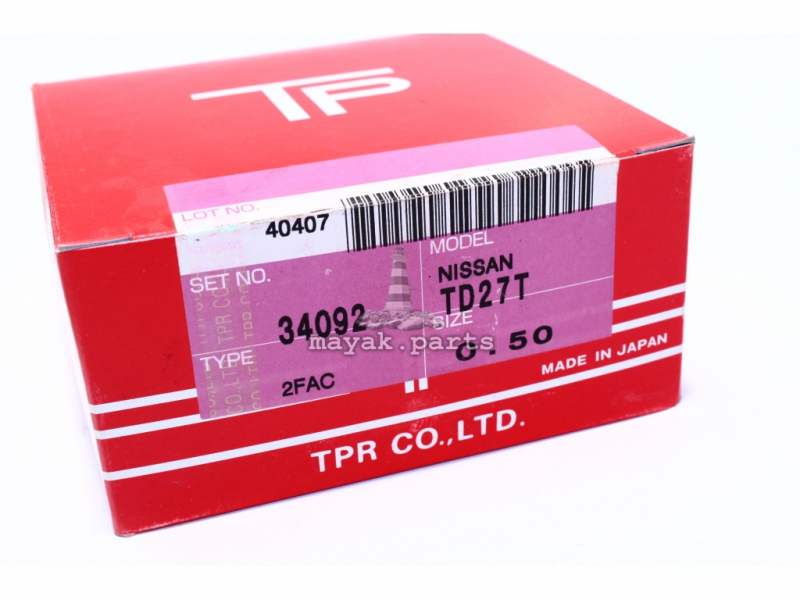 TP
LOT NO.
40407
SET NO.
34092
MODEL
NISSAN
TD27T
TYPE
2FAC
SIZE
0.50
mayak.parts
MADE IN JAPAN
TPR CO.,LTD.